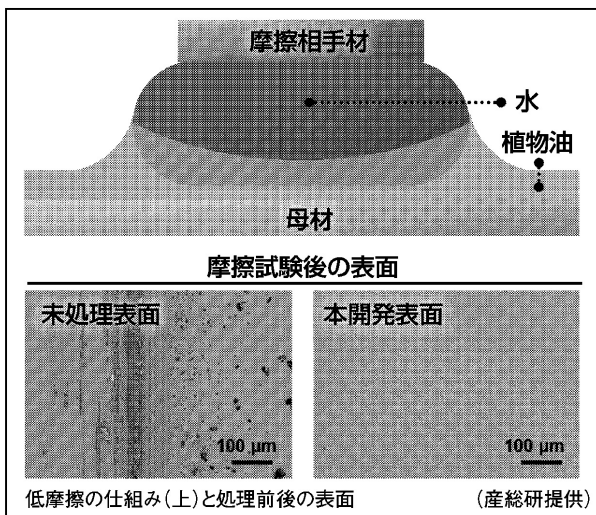 摩擦相手材
水
植物油
母材
摩擦試験後の表面
未処理表面
本開発表面
100 μm
100 μm
低摩擦の仕組み(上)と処理前後の表面 (産総研提供)